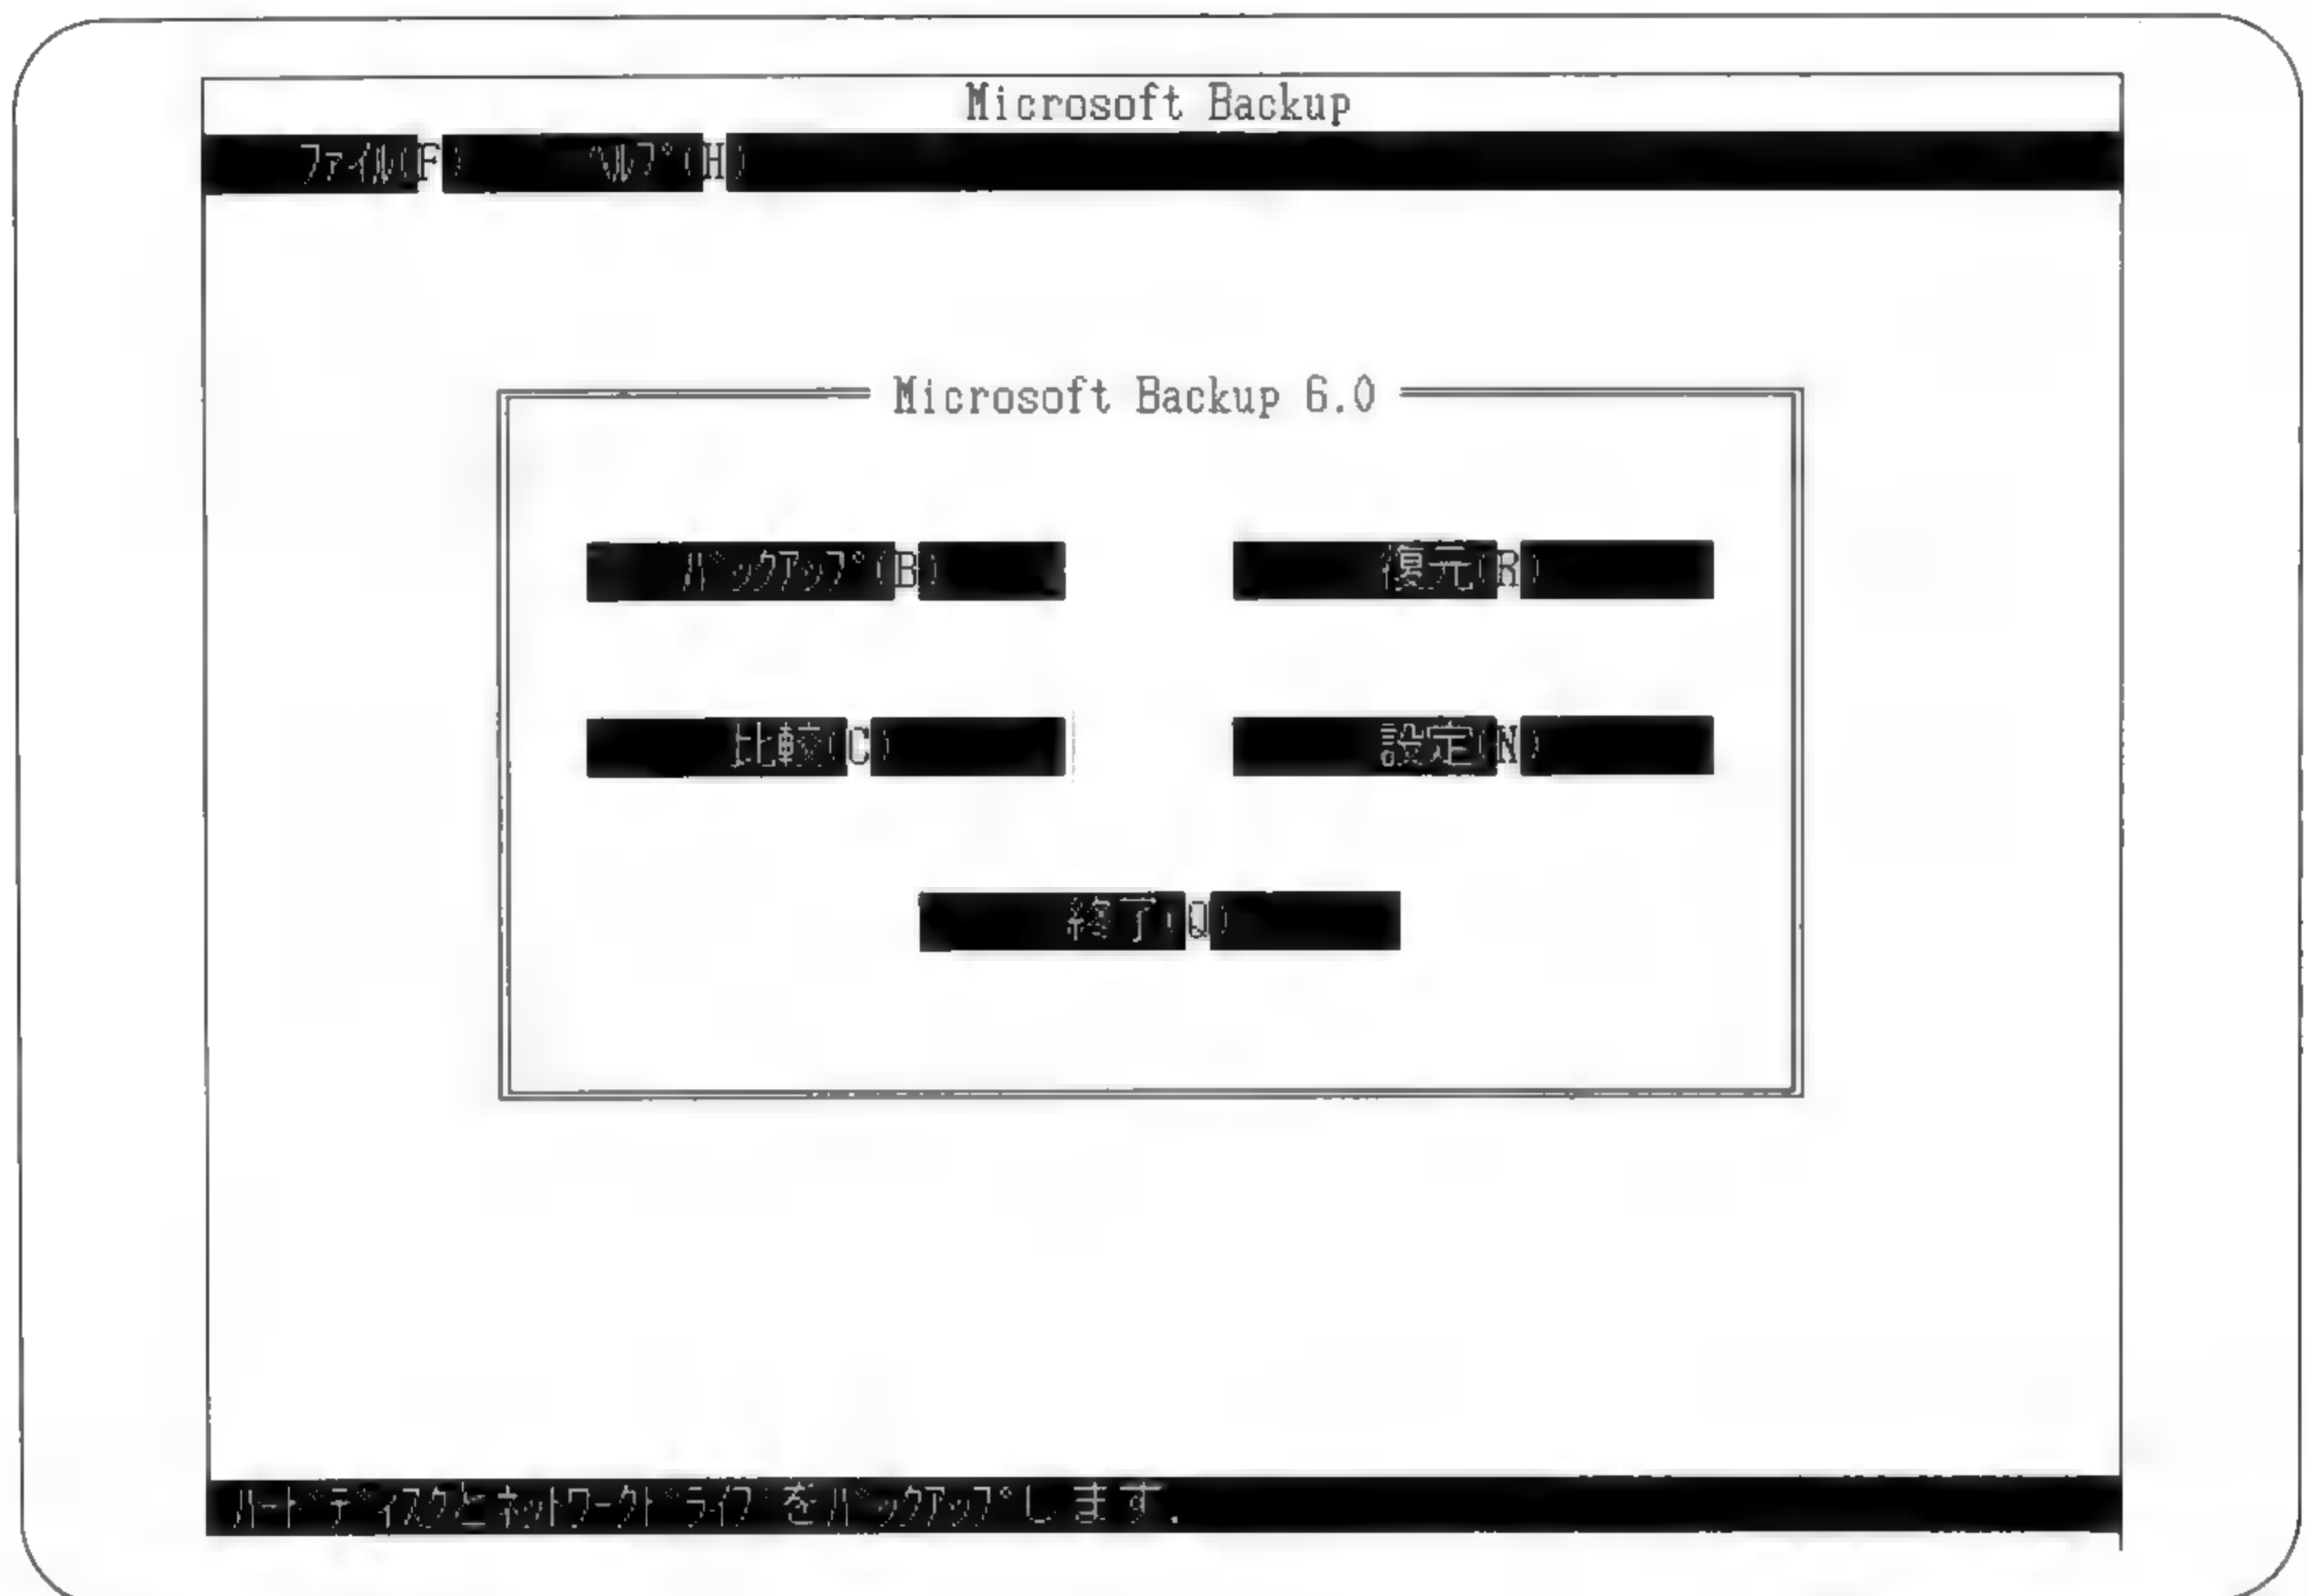 Microsoft Backup
ﾌｧｲﾙ(F) ﾍﾙﾌﾟ(H)
Microsoft Backup 6.0
ﾊﾞｯｸｱｯﾌﾟ(B) 復元(R)
比較(C) 設定(N)
終了(Q)
ﾊｰﾄﾞﾃﾞｨｽｸとﾈｯﾄﾜｰｸﾄﾞﾗｲﾌﾞをﾊﾞｯｸｱｯﾌﾟします.